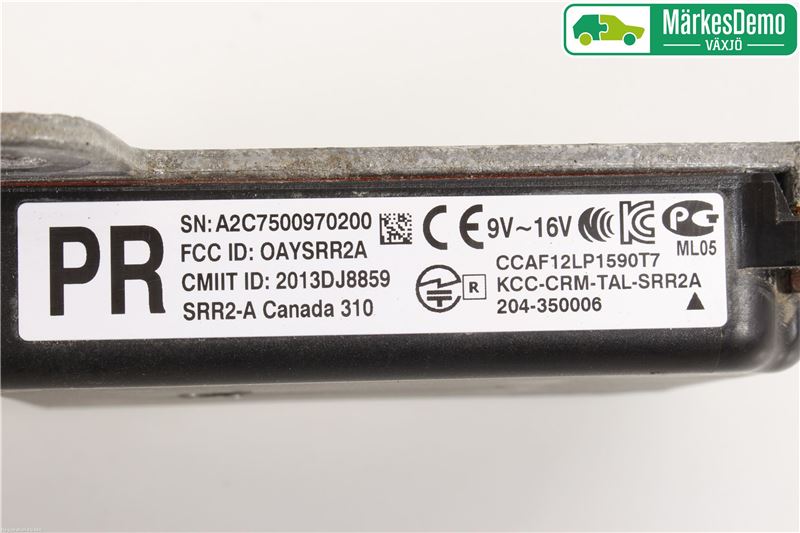 MärkesDemo
VÄXJÖ
PR
SN: A2C7500970200
FCC ID: OAYSRR2A
CMIIT ID: 2013DJ8859
SRR2-A Canada 310
CE 9V~16V
R
CCAF12LP1590T7
KCC-CRM-TAL-SRR2A
204-350006
ML05